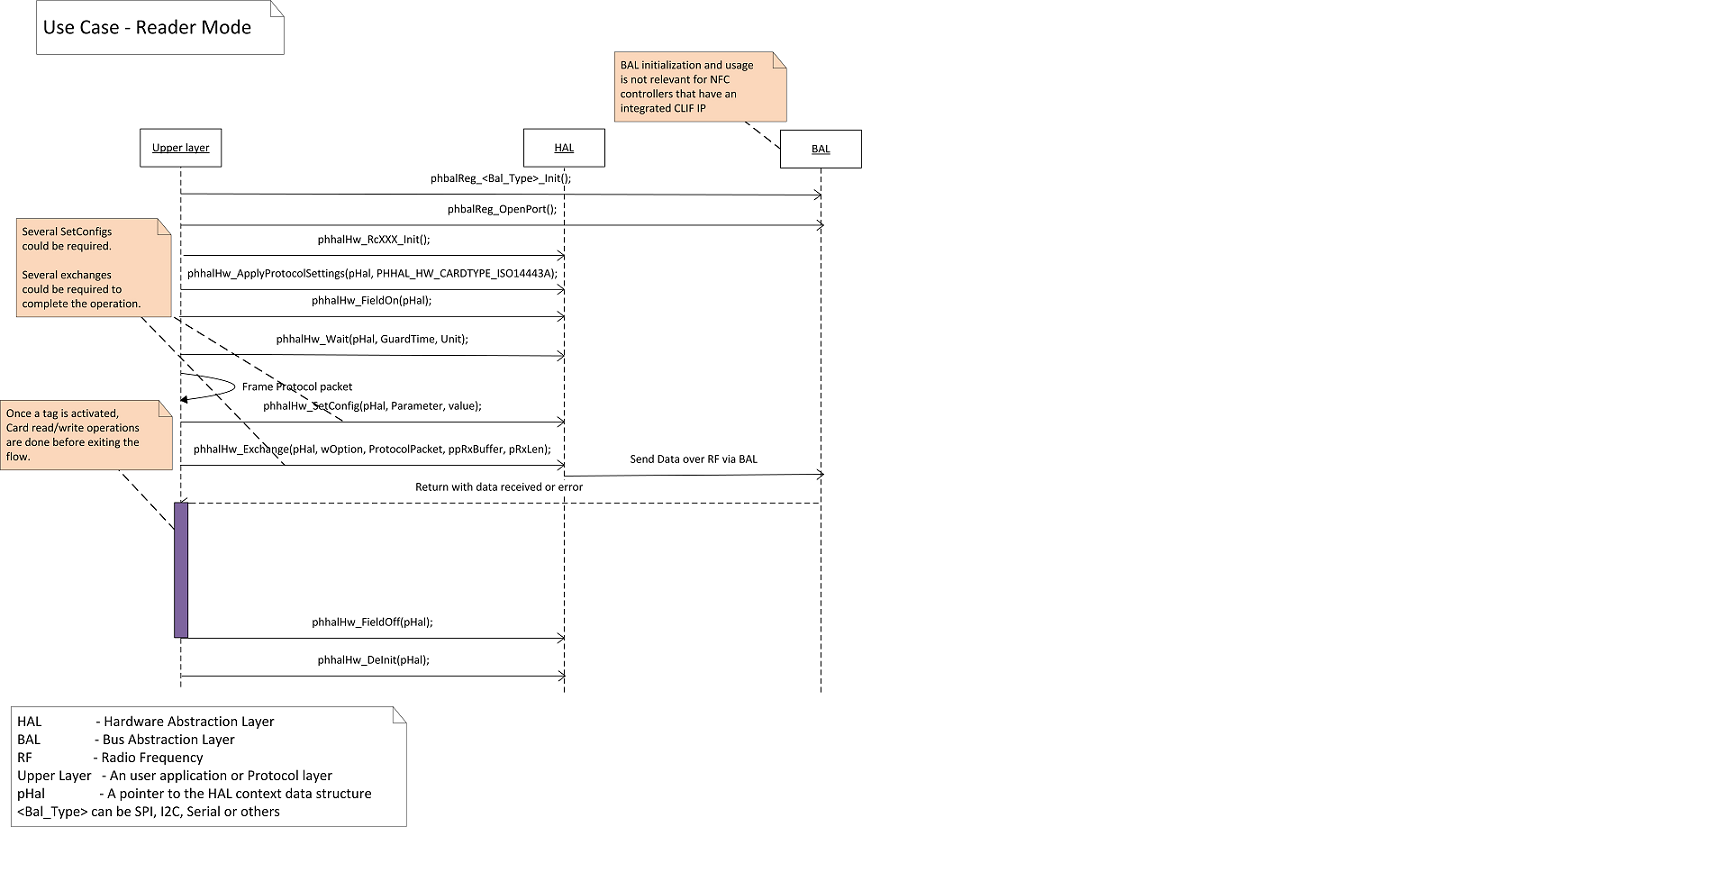 Use Case - Reader Mode
BAL initialization and usage
is not relevant for NFC
controllers that have an
integrated CLIF IP
Upper layer
HAL
BAL
phbalReg_<Bal_Type>_Init();
phbalReg_OpenPort();
Several SetConfigs
could be required.
Several exchanges
could be required to
complete the operation.
phhalHw_RcXXX_Init();
phhalHw_ApplyProtocolSettings(pHal, PHHAL_HW_CARDTYPE_ISO14443A);
phhalHw_FieldOn(pHal);
phhalHw_Wait(pHal, GuardTime, Unit);
Frame Protocol packet
phhalHw_SetConfig(pHal, Parameter, value);
Once a tag is activated,
Card read/write operations
are done before exiting the
flow.
phhalHw_Exchange(pHal, wOption, ProtocolPacket, ppRxBuffer, pRxLen);
Send Data over RF via BAL
Return with data received or error
phhalHw_FieldOff(pHal);
phhalHw_DeInit(pHal);
HAL - Hardware Abstraction Layer
BAL - Bus Abstraction Layer
RF - Radio Frequency
Upper Layer - An user application or Protocol layer
pHal - A pointer to the HAL context data structure
<Bal_Type> can be SPI, I2C, Serial or others